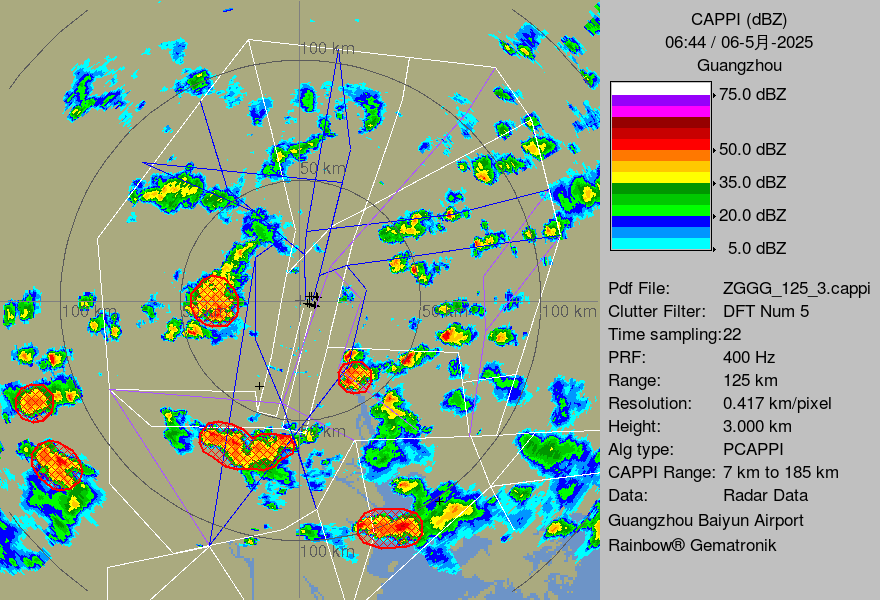 CAPPI (dBZ)
06:44 / 06-5月-2025
Guangzhou
75.0 dBZ
50.0 dBZ
35.0 dBZ
20.0 dBZ
5.0 dBZ
Pdf File: ZGGG_125_3.cappi
Clutter Filter: DFT Num 5
Time sampling:22
PRF: 400 Hz
Range: 125 km
Resolution: 0.417 km/pixel
Height: 3.000 km
Alg type: PCAPPI
CAPPI Range: 7 km to 185 km
Data: Radar Data
Guangzhou Baiyun Airport
Rainbow® Gematronik
100 km
50 km
100 km
50 km
50 km
100 km
50 km
100 km